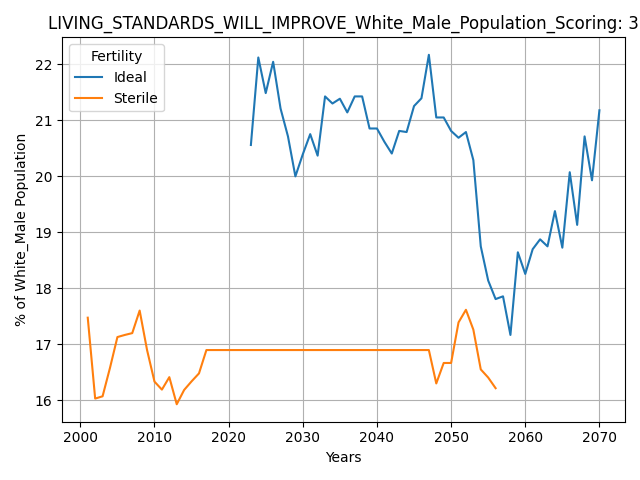 LIVING_STANDARDS_WILL_IMPROVE_White_Male_Population_Scoring: 3
Fertility
Ideal
Sterile
22
21
20
19
18
17
16
% of White_Male Population
2000 2010 2020 2030 2040 2050 2060 2070
Years